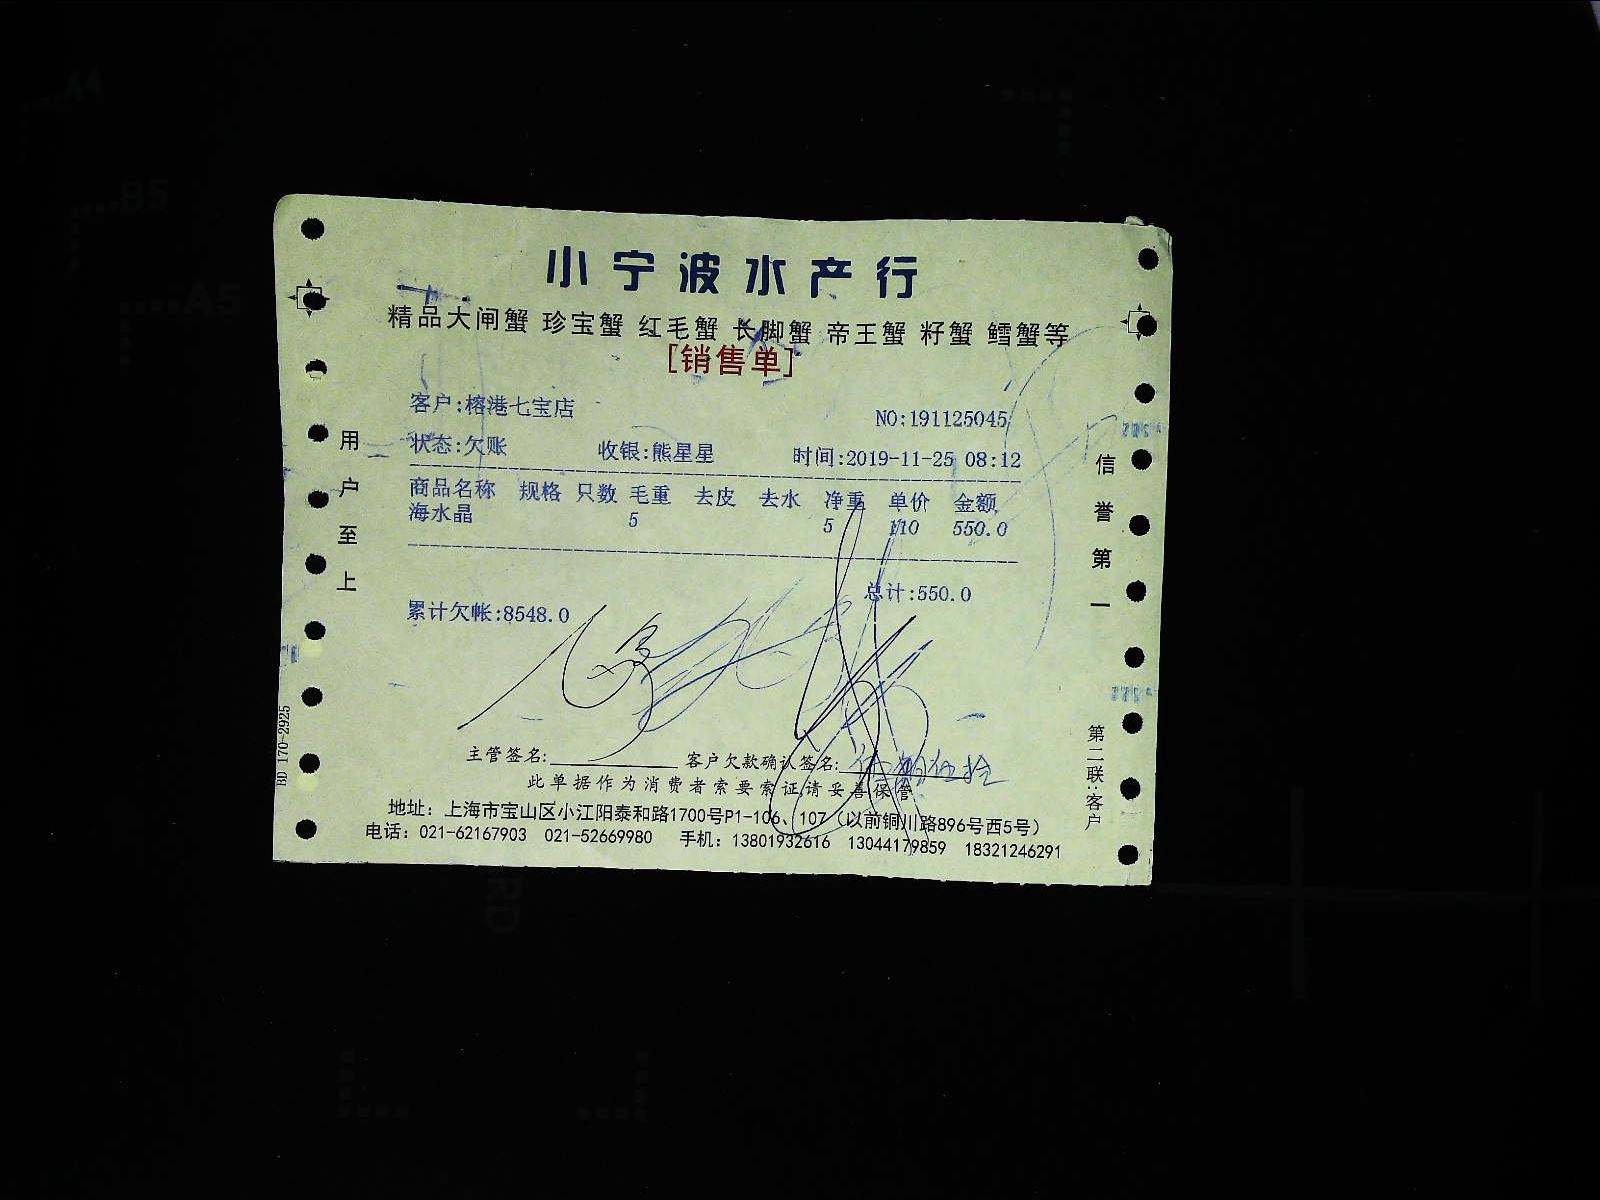 小宁波水产行
精品大闸蟹 珍宝蟹 红毛蟹 长脚蟹 帝王蟹 籽蟹 鳕蟹等
[销售单]
客户:榕港七宝店
NO:191125045
状态:欠账 收银:熊星星 时间:2019-11-25 08:12
商品名称 规格 只数 毛重 去皮 去水 净重 单价 金额
海水晶 5 5 110 550.0
总计:550.0
累计欠帐:8548.0
主管签名: 客户欠款确认签名:
此单据作为消费者索要索证,请妥善保管
地址：上海市宝山区小江阳泰和路1700号P1-106、107（以前铜川路896号西5号）
电话：021-62167903 021-52669980 手机：13801932616 13044179859 18321246291
用户至上
信誉第一
第二联:客户
BD 170-2925
A4
B5
A5